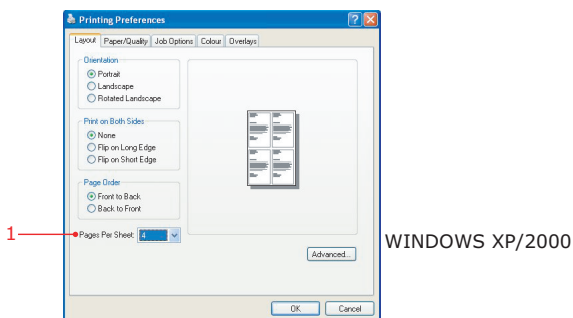 Printing Preferences
Layout Paper/Quality Job Options Colour Overlays
Orientation
Portrait
Landscape
Rotated Landscape
Print on Both Sides
None
Flip on Long Edge
Flip on Short Edge
Page Order
Front to Back
Back to Front
1 Pages Per Sheet: 4
WINDOWS XP/2000
Advanced...
OK Cancel